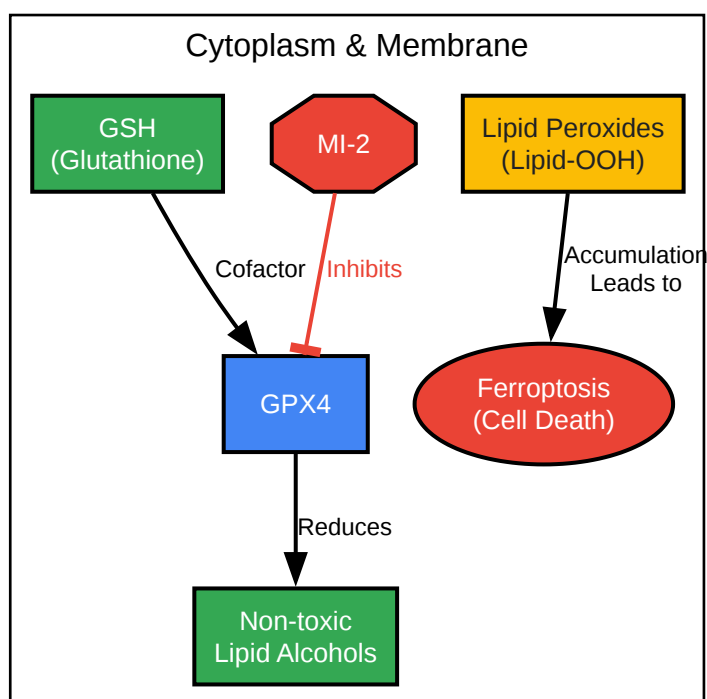 Cytoplasm & Membrane
GSH
(Glutathione)
MI-2
Lipid Peroxides
(Lipid-OOH)
Cofactor
Inhibits
Accumulation
Leads to
GPX4
Ferroptosis
(Cell Death)
Reduces
Non-toxic
Lipid Alcohols